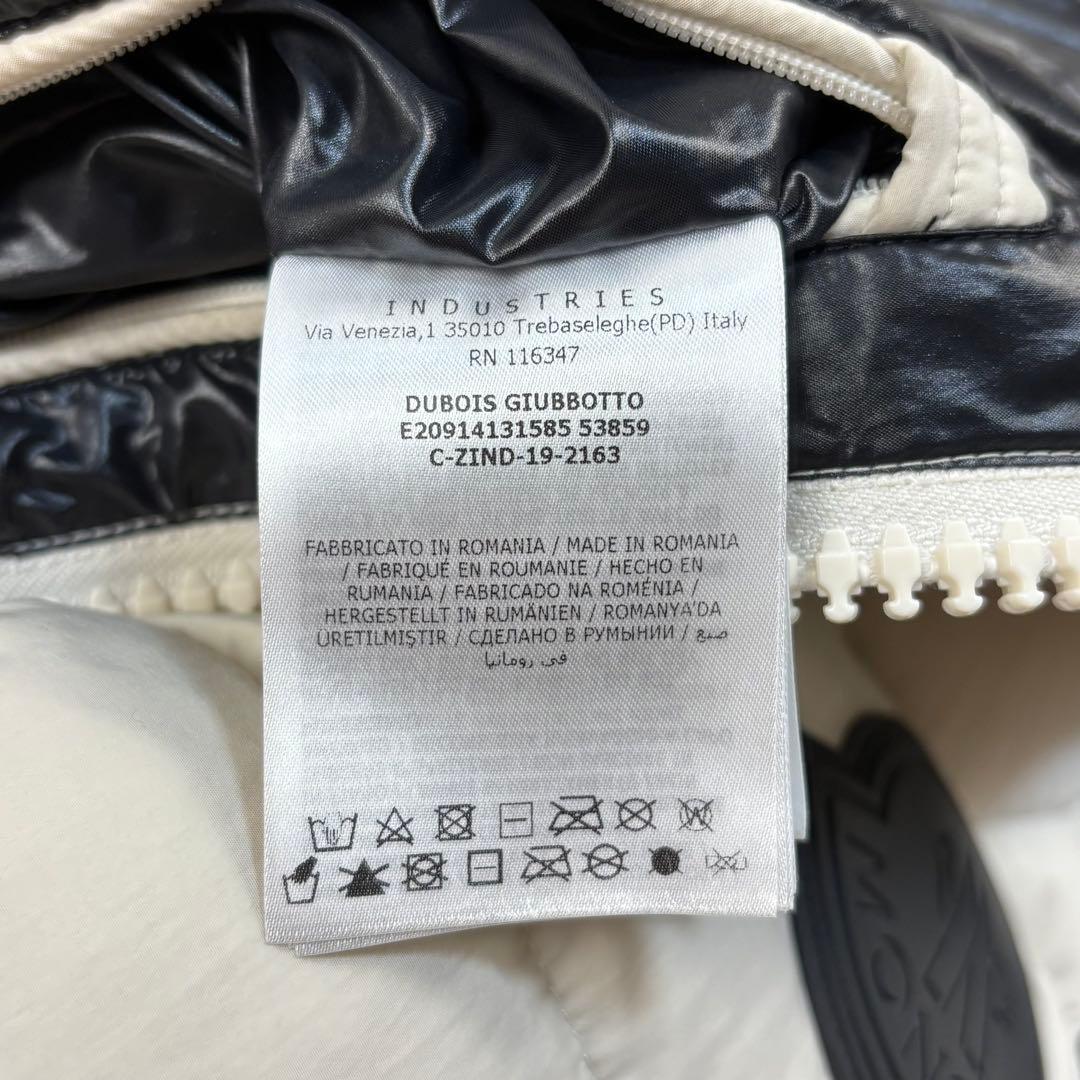 INDUSTRIES
Via Venezia,1 35010 Trebaseleghe(PD) Italy
RN 116347
DUBOIS GIUBBOTTO
E20914131585 53859
C-ZIND-19-2163
FABBRICATO IN ROMANIA / MADE IN ROMANIA
/ FABRIQUÉ EN ROUMANIE / HECHO EN
RUMANIA / FABRICADO NA ROMÉNIA /
HERGESTELLT IN RUMÄNIEN / ROMANYA'DA
ÜRETILMIŞTIR / СДЕЛАНО В РУМЫНИИ / صنع
في رومانيا